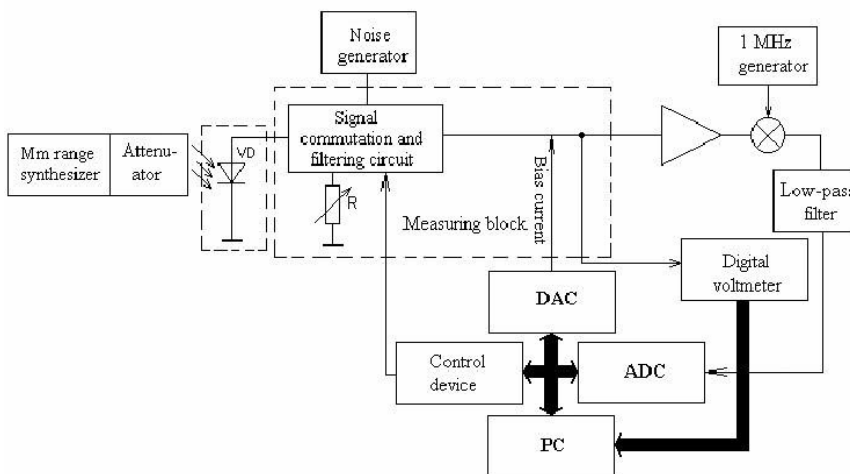 Noise
generator
1 MHz
generator
Signal
commutation and
filtering circuit
Mm range
synthesizer
Attenu-
ator
VD
R
Measuring block
Bias current
Low-pass
filter
Digital
voltmeter
DAC
Control
device
ADC
PC